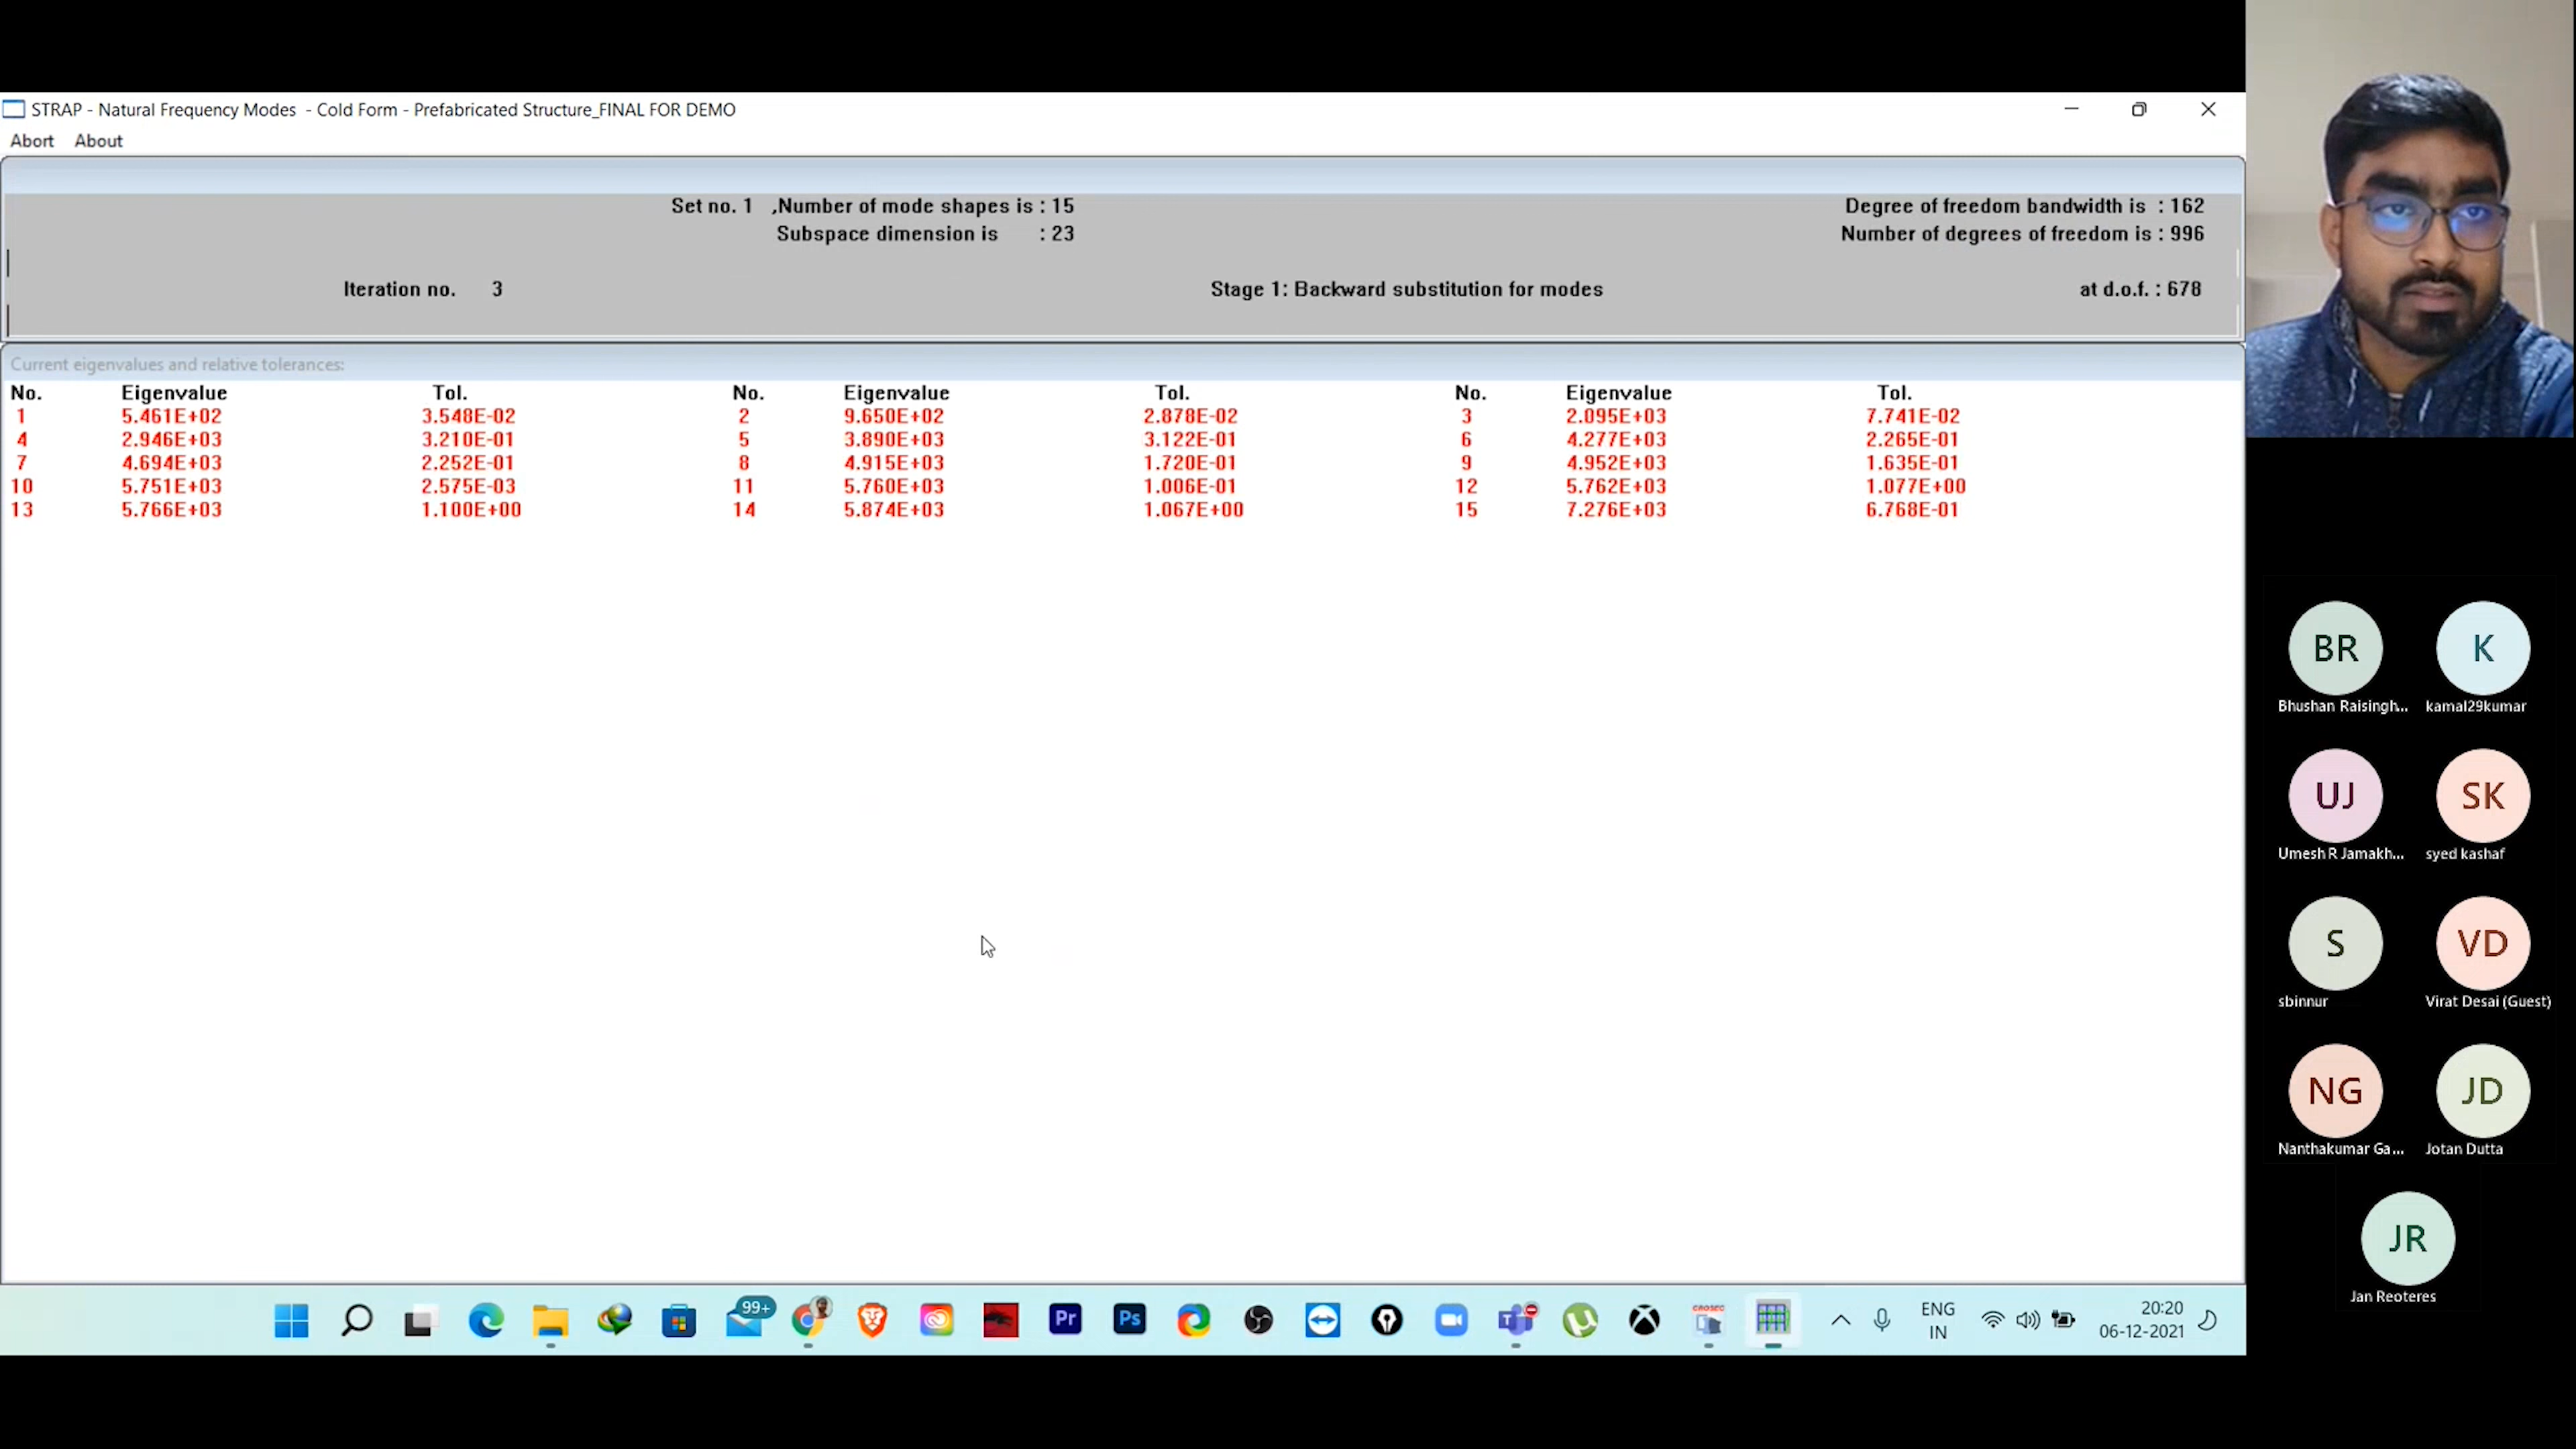 STRAP - Natural Frequency Modes - Cold Form - Prefabricated Structure_FINAL FOR DEMO
Abort About
Set no. 1 ,Number of mode shapes is : 15 Degree of freedom bandwidth is : 162
Subspace dimension is : 23 Number of degrees of freedom is : 996
Iteration no. 3 Stage 1: Backward substitution for modes at d.o.f. : 678
Current eigenvalues and relative tolerances:
No. Eigenvalue Tol. No. Eigenvalue Tol. No. Eigenvalue Tol.
1 5.461E+02 3.548E-02 2 9.650E+02 2.878E-02 3 2.095E+03 7.741E-02
4 2.946E+03 3.210E-01 5 3.890E+03 3.122E-01 6 4.277E+03 2.265E-01
7 4.694E+03 2.252E-01 8 4.915E+03 1.720E-01 9 4.952E+03 1.635E-01
10 5.751E+03 2.575E-03 11 5.760E+03 1.006E-01 12 5.762E+03 1.077E+00
13 5.766E+03 1.100E+00 14 5.874E+03 1.067E+00 15 7.276E+03 6.768E-01
BR K
Bhushan Raisingh... kamal29kumar
UJ SK
Umesh R Jamakh... syed kashaf
S VD
sbinnur Virat Desai (Guest)
NG JD
Nanthakumar Ga... Jotan Dutta
JR
Jan Reoteres
99+
Pr Ps
CROSEC
ENG
IN
20:20
06-12-2021